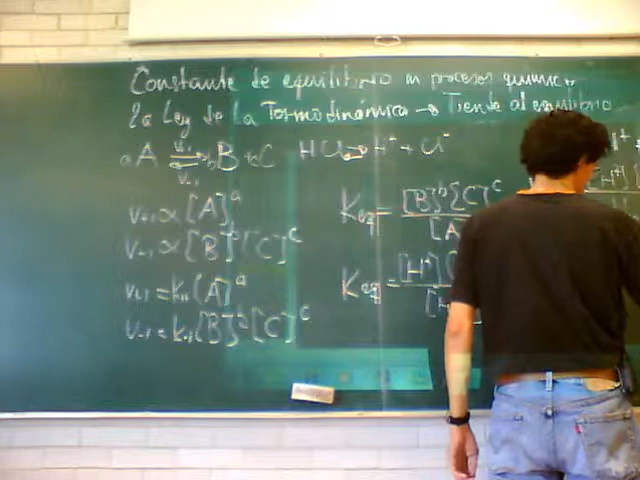 Constante de equilibrio en procesos químicos
2a Ley de la Termodinámica → Tiende al equilibrio
aA ⇌ bB + cC HCl ⇌ H⁺ + Cl⁻
v₊₁ ∝ [A]ᵃ Keq = [B]ᵇ[C]ᶜ / [A
v₋₁ ∝ [B]ᵇ[C]ᶜ
v₊₁ = k₊₁[A]ᵃ Keq = [H⁺][ / [H
v₋₁ = k₋₁[B]ᵇ[C]ᶜ